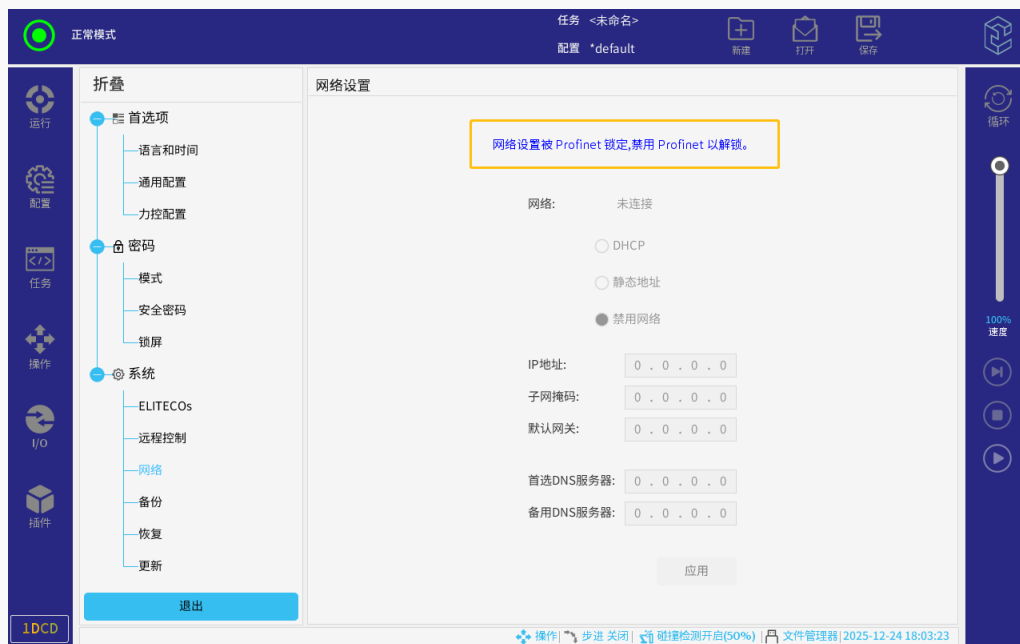 正常模式
任务 <未命名>
配置 *default
新建
打开
保存
运行
配置
任务
操作
I/O
插件
1DCD
折叠
首选项
语言和时间
通用配置
力控配置
密码
模式
安全密码
锁屏
系统
ELITECOs
远程控制
网络
备份
恢复
更新
退出
网络设置
网络设置被 Profinet 锁定,禁用 Profinet 以解锁。
网络: 未连接
DHCP
静态地址
禁用网络
IP地址: 0 . 0 . 0 . 0
子网掩码: 0 . 0 . 0 . 0
默认网关: 0 . 0 . 0 . 0
首选DNS服务器: 0 . 0 . 0 . 0
备用DNS服务器: 0 . 0 . 0 . 0
应用
循环
100%
速度
操作| 步进 关闭| 碰撞检测开启(50%) | 文件管理器|2025-12-24 18:03:23